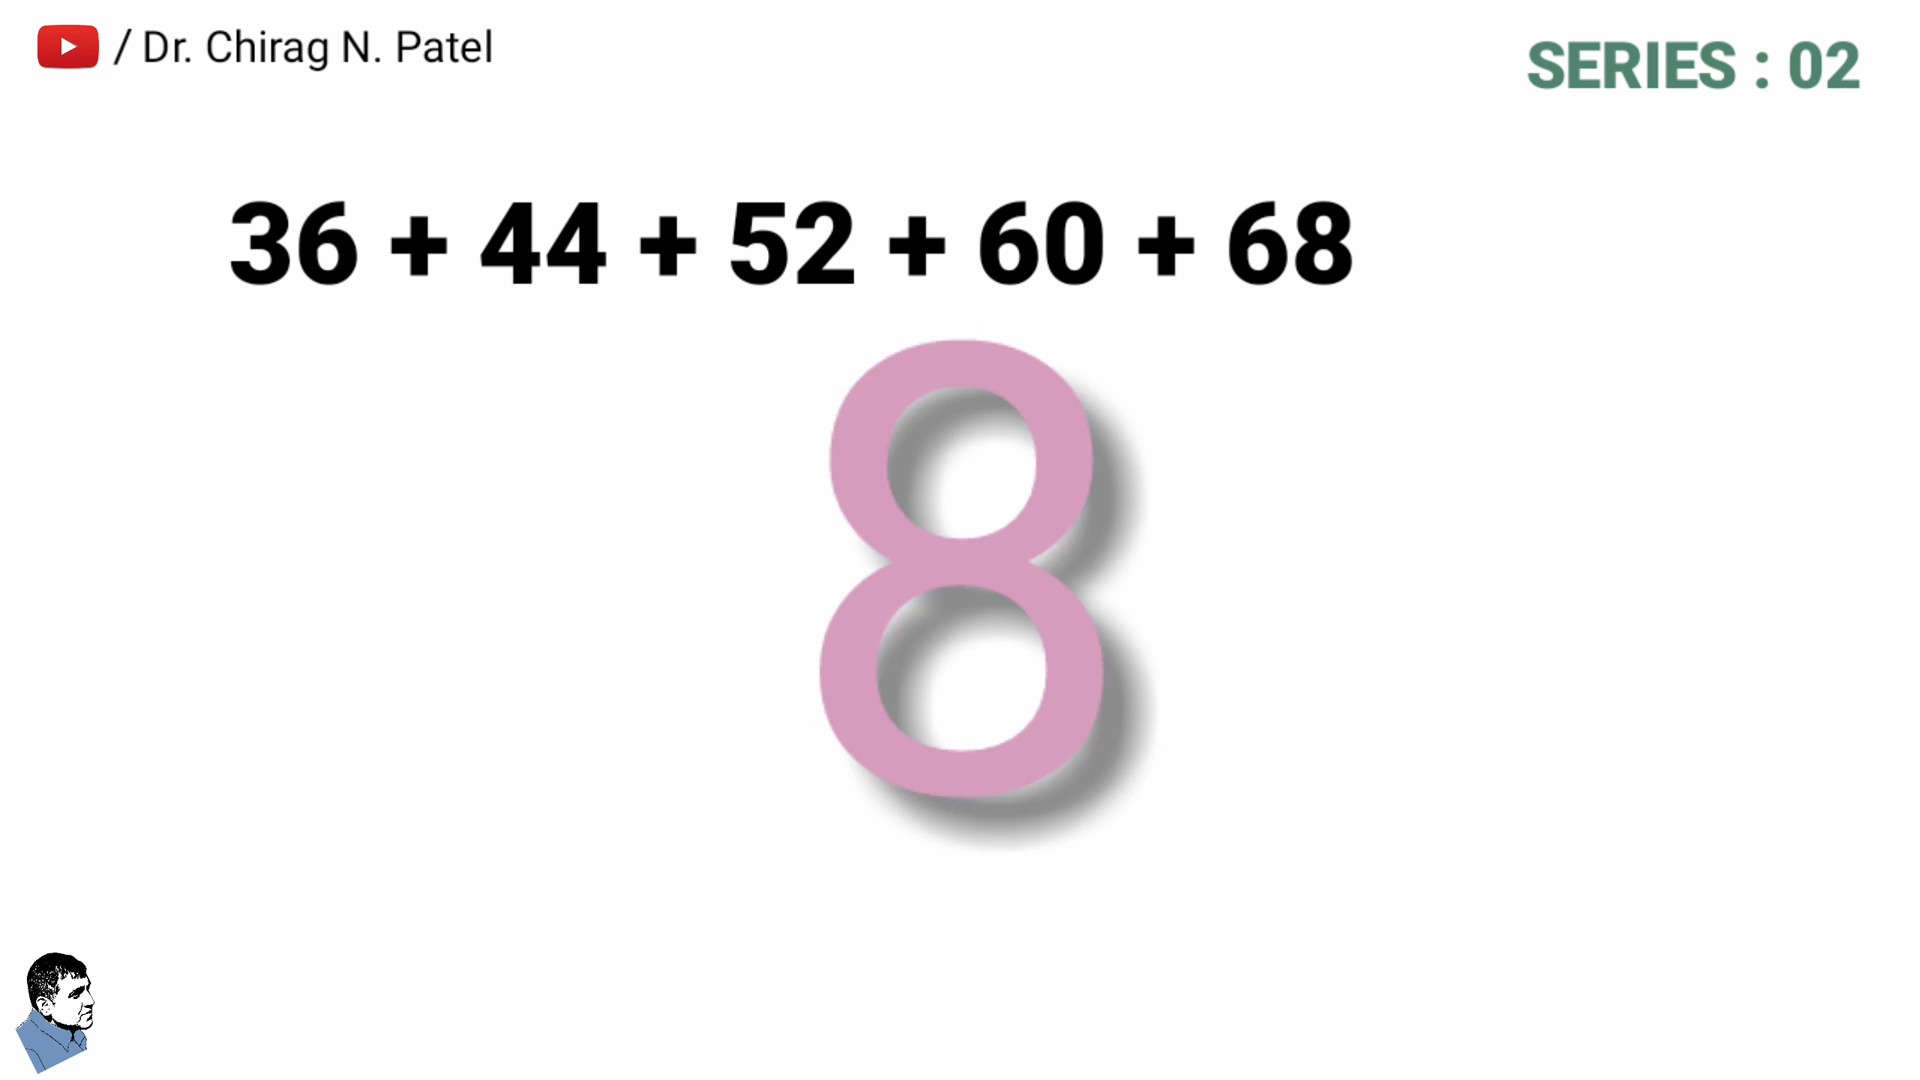 / Dr. Chirag N. Patel
SERIES : 02
36 + 44 + 52 + 60 + 68
8